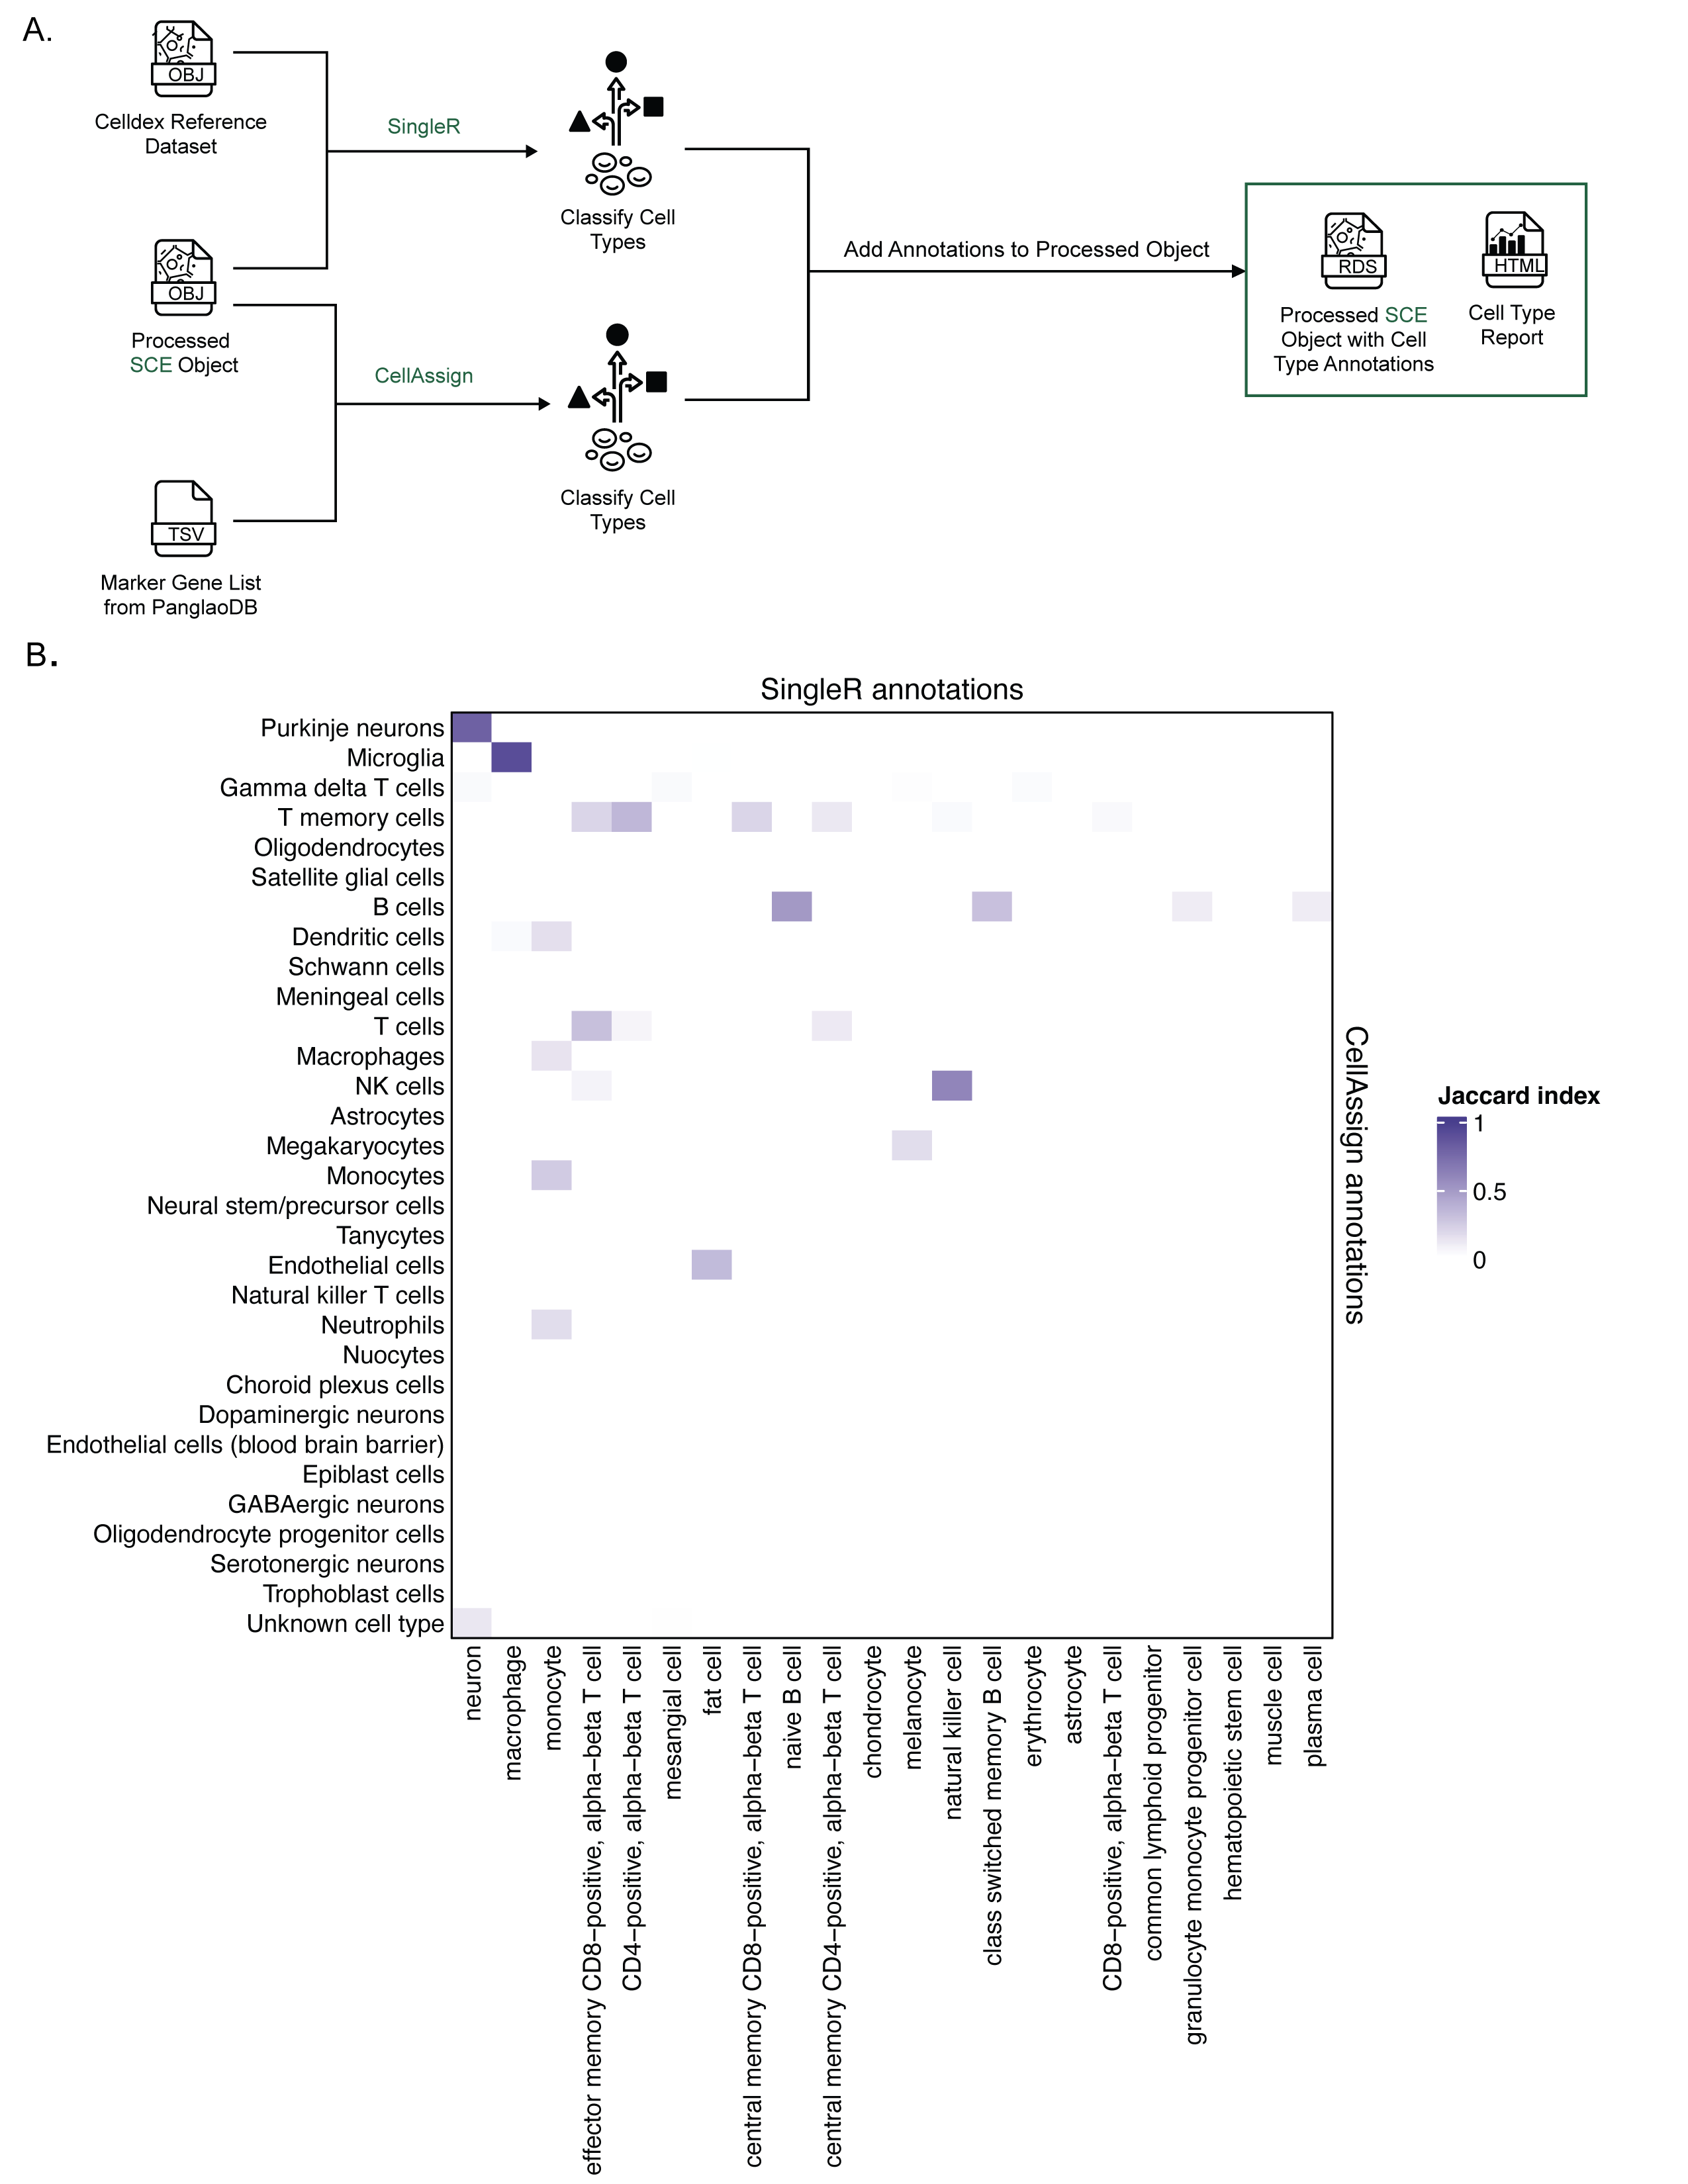 A.
OBJ
Celldex Reference
Dataset
SingleR
Classify Cell
Types
OBJ
Processed
SCE Object
CellAssign
Classify Cell
Types
TSV
Marker Gene List
from PanglaoDB
Add Annotations to Processed Object
RDS
Processed SCE
Object with Cell
Type Annotations
HTML
Cell Type
Report
B.
SingleR annotations
Purkinje neurons
Microglia
Gamma delta T cells
T memory cells
Oligodendrocytes
Satellite glial cells
B cells
Dendritic cells
Schwann cells
Meningeal cells
T cells
Macrophages
NK cells
Astrocytes
Megakaryocytes
Monocytes
Neural stem/precursor cells
Tanycytes
Endothelial cells
Natural killer T cells
Neutrophils
Nuocytes
Choroid plexus cells
Dopaminergic neurons
Endothelial cells (blood brain barrier)
Epiblast cells
GABAergic neurons
Oligodendrocyte progenitor cells
Serotonergic neurons
Trophoblast cells
Unknown cell type
neuron
macrophage
monocyte
effector memory CD8−positive, alpha−beta T cell
CD4−positive, alpha−beta T cell
mesangial cell
fat cell
central memory CD8−positive, alpha−beta T cell
naive B cell
central memory CD4−positive, alpha−beta T cell
chondrocyte
melanocyte
natural killer cell
class switched memory B cell
erythrocyte
astrocyte
CD8−positive, alpha−beta T cell
common lymphoid progenitor
granulocyte monocyte progenitor cell
hematopoietic stem cell
muscle cell
plasma cell
CellAssign annotations
Jaccard index
1
0.5
0